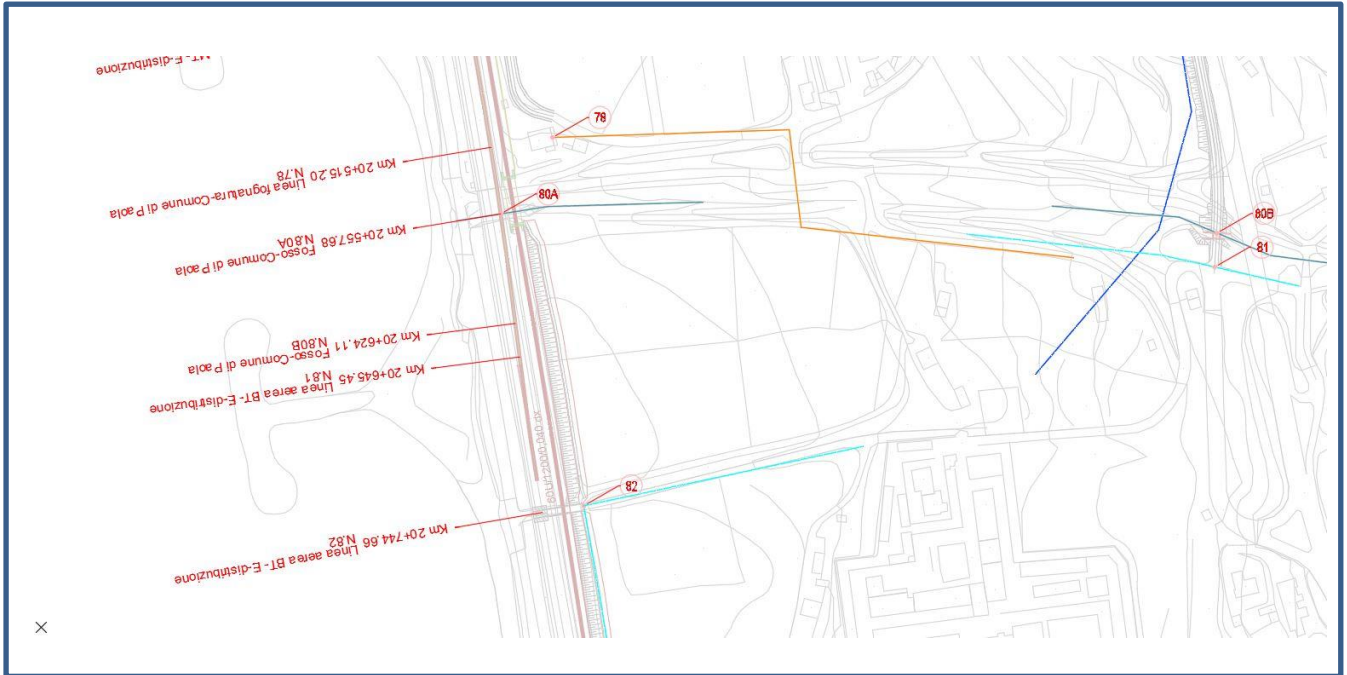 MT- E-distribuzione
78
Km 20+515.20 N.78
Linea fognatura-Comune di Paola
80A
Km 20+557.68 N.80A
Fosso-Comune di Paola
80B
81
Km 20+624.11 N.80B
Fosso-Comune di Paola
Km 20+645.45 N.81
Linea aerea BT- E-distribuzione
82
Km 20+744.66 N.82
Linea aerea BT- E-distribuzione